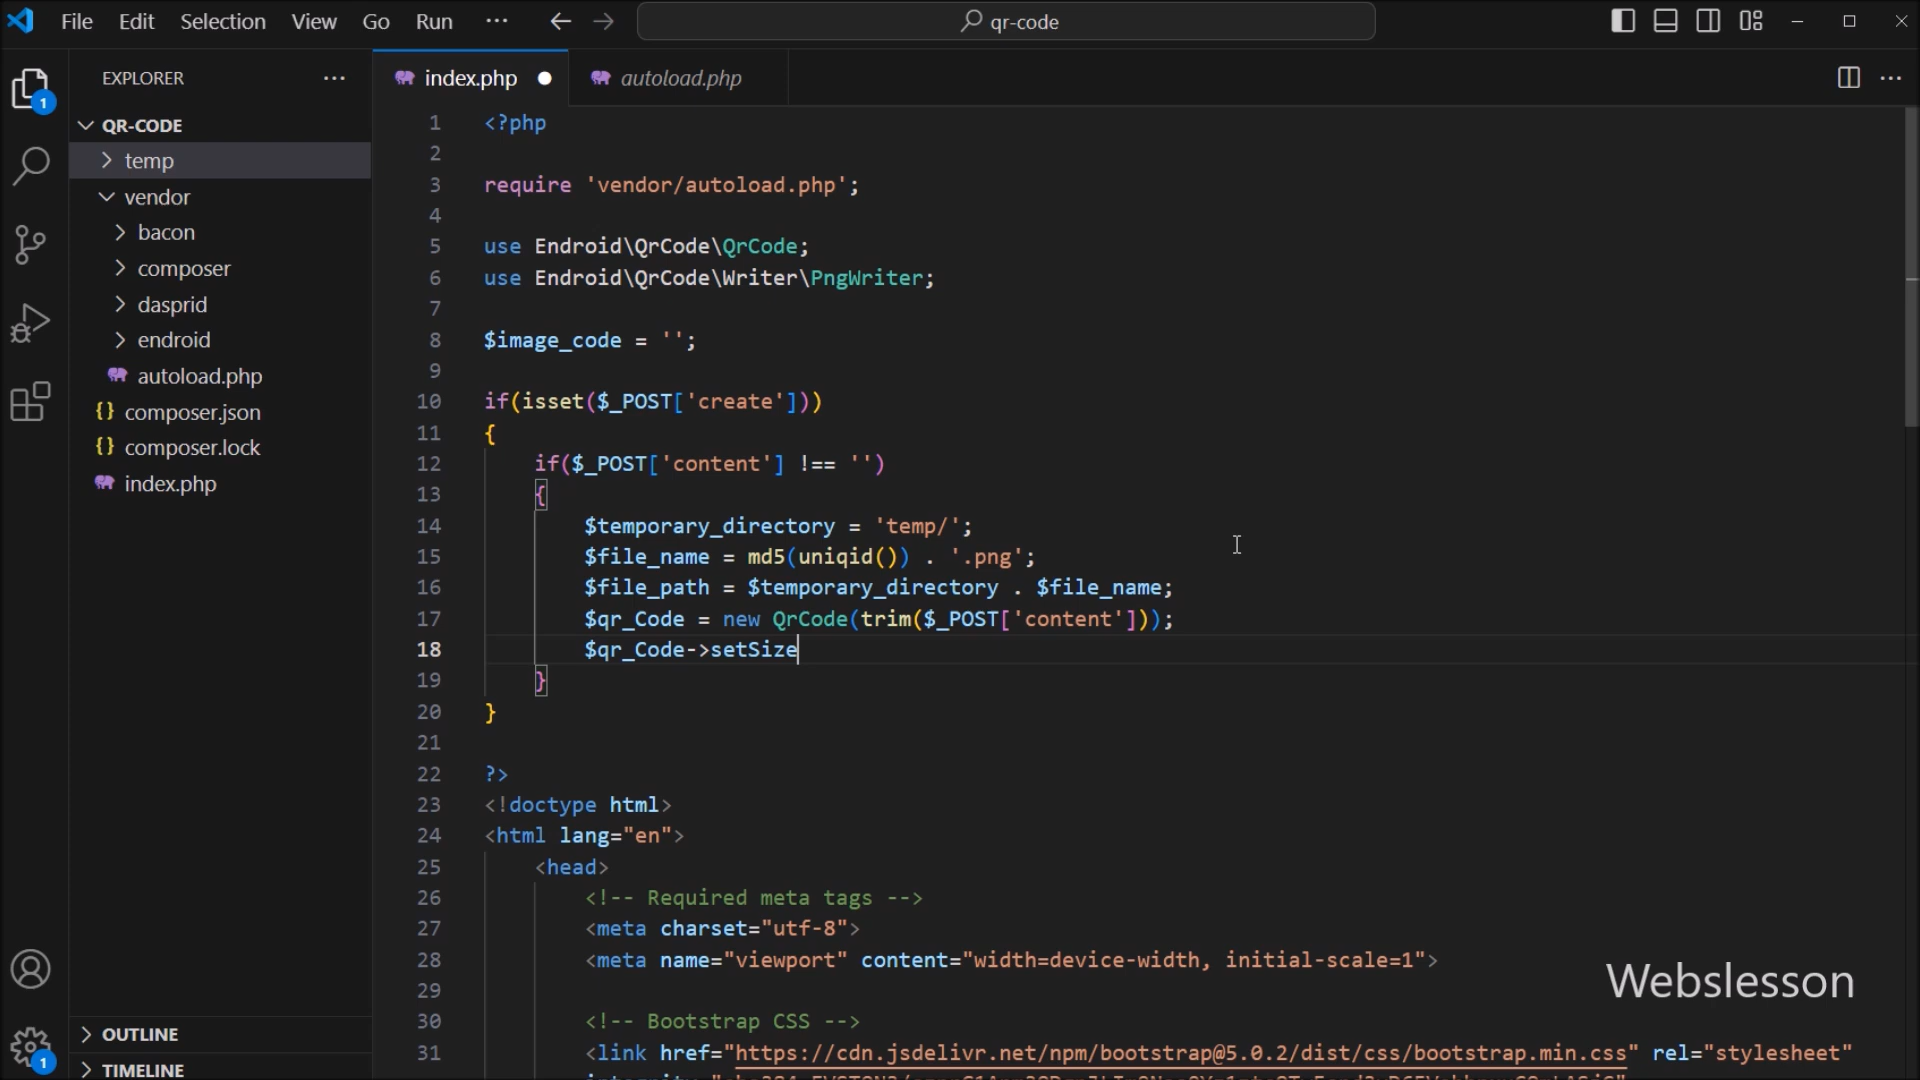 File Edit Selection View Go Run ··· qr-code
EXPLORER ···
index.php autoload.php ···
QR-CODE
temp
vendor
bacon
composer
dasprid
endroid
autoload.php
{} composer.json
{} composer.lock
index.php
OUTLINE
TIMELINE
1
1
1 <?php
2
3 require 'vendor/autoload.php';
4
5 use Endroid\QrCode\QrCode;
6 use Endroid\QrCode\Writer\PngWriter;
7
8 $image_code = '';
9
10 if(isset($_POST['create']))
11 {
12 if($_POST['content'] !== '')
13 {
14 $temporary_directory = 'temp/';
15 $file_name = md5(uniqid()) . '.png';
16 $file_path = $temporary_directory . $file_name;
17 $qr_Code = new QrCode(trim($_POST['content']));
18 $qr_Code->setSize
19 }
20 }
21
22 ?>
23 <!doctype html>
24 <html lang="en">
25 <head>
26 <!-- Required meta tags -->
27 <meta charset="utf-8">
28 <meta name="viewport" content="width=device-width, initial-scale=1">
29
30 <!-- Bootstrap CSS -->
31 <link href="https://cdn.jsdelivr.net/npm/bootstrap@5.0.2/dist/css/bootstrap.min.css" rel="stylesheet"
Webslesson